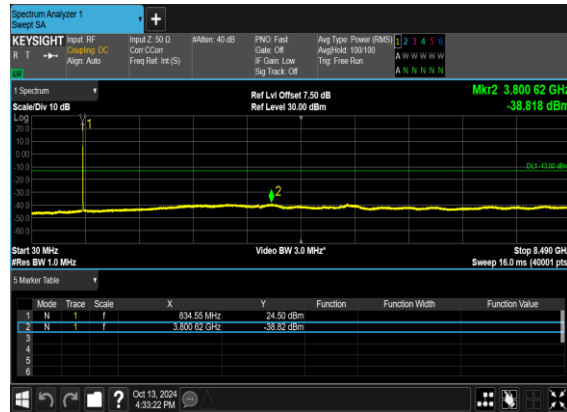 Spectrum Analyzer 1
Swept SA
+
KEYSIGHT Input: RF Input Z: 50 Ω #Atten: 40 dB PNO: Fast Avg Type: Power (RMS) 1 2 3 4 5 6
R T Coupling: DC Corr CCorr Gate: Off Avg|Hold: 100/100 A W W W W W
Align: Auto Freq Ref: Int (S) IF Gain: Low Trig: Free Run
Sig Track: Off A N N N N N
1 Spectrum Ref Lvl Offset 7.50 dB Mkr2 3.800 62 GHz
Scale/Div 10 dB Ref Level 30.00 dBm -38.818 dBm
Log
20.0
10.0
0.00
-10.0
DL1 -13.00 dBm
-20.0
-30.0
-40.0
-50.0
-60.0
1
2
Start 30 MHz Video BW 3.0 MHz* Stop 8.490 GHz
#Res BW 1.0 MHz Sweep 16.0 ms (40001 pts)
5 Marker Table
Mode Trace Scale X Y Function Function Width Function Value
1 N 1 f 834.55 MHz 24.50 dBm
2 N 1 f 3.800 62 GHz -38.82 dBm
3
4
5
6
? Oct 13, 2024
4:33:22 PM